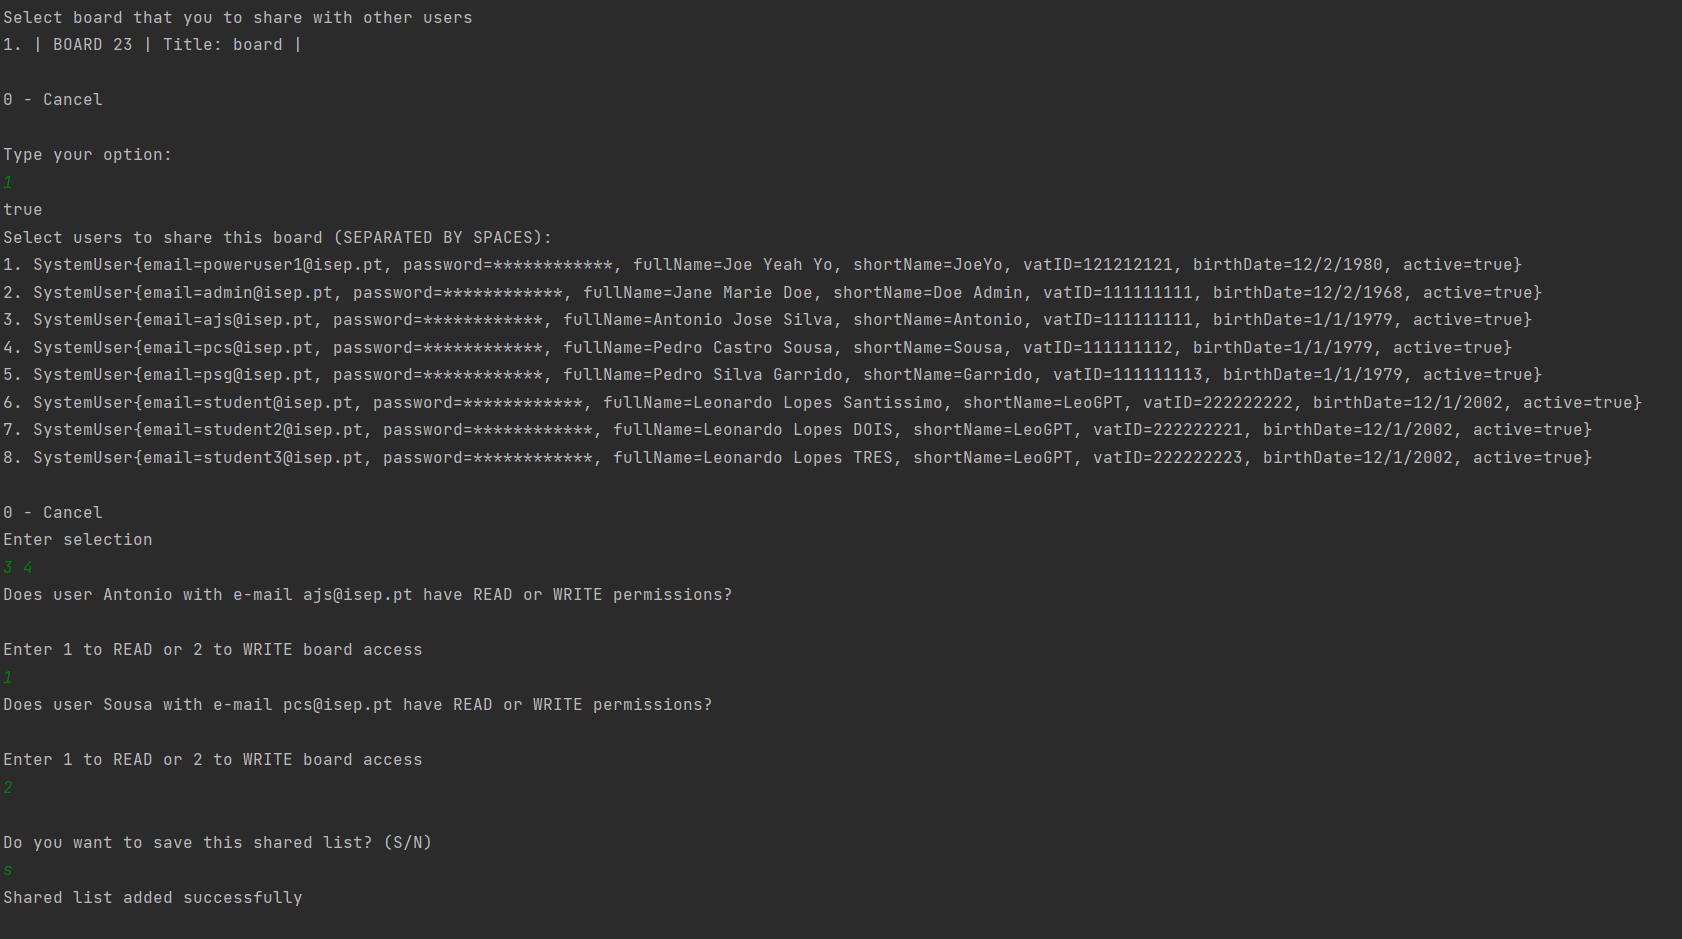 Select board that you to share with other users
1. | BOARD 23 | Title: board |
0 - Cancel
Type your option:
1
true
Select users to share this board (SEPARATED BY SPACES):
1. SystemUser{email=poweruser1@isep.pt, password=************, fullName=Joe Yeah Yo, shortName=JoeYo, vatID=121212121, birthDate=12/2/1980, active=true}
2. SystemUser{email=admin@isep.pt, password=************, fullName=Jane Marie Doe, shortName=Doe Admin, vatID=111111111, birthDate=12/2/1968, active=true}
3. SystemUser{email=ajs@isep.pt, password=************, fullName=Antonio Jose Silva, shortName=Antonio, vatID=111111111, birthDate=1/1/1979, active=true}
4. SystemUser{email=pcs@isep.pt, password=************, fullName=Pedro Castro Sousa, shortName=Sousa, vatID=111111112, birthDate=1/1/1979, active=true}
5. SystemUser{email=psg@isep.pt, password=************, fullName=Pedro Silva Garrido, shortName=Garrido, vatID=111111113, birthDate=1/1/1979, active=true}
6. SystemUser{email=student@isep.pt, password=************, fullName=Leonardo Lopes Santissimo, shortName=LeoGPT, vatID=222222222, birthDate=12/1/2002, active=true}
7. SystemUser{email=student2@isep.pt, password=************, fullName=Leonardo Lopes DOIS, shortName=LeoGPT, vatID=222222221, birthDate=12/1/2002, active=true}
8. SystemUser{email=student3@isep.pt, password=************, fullName=Leonardo Lopes TRES, shortName=LeoGPT, vatID=222222223, birthDate=12/1/2002, active=true}
0 - Cancel
Enter selection
3 4
Does user Antonio with e-mail ajs@isep.pt have READ or WRITE permissions?
Enter 1 to READ or 2 to WRITE board access
1
Does user Sousa with e-mail pcs@isep.pt have READ or WRITE permissions?
Enter 1 to READ or 2 to WRITE board access
2
Do you want to save this shared list? (S/N)
s
Shared list added successfully